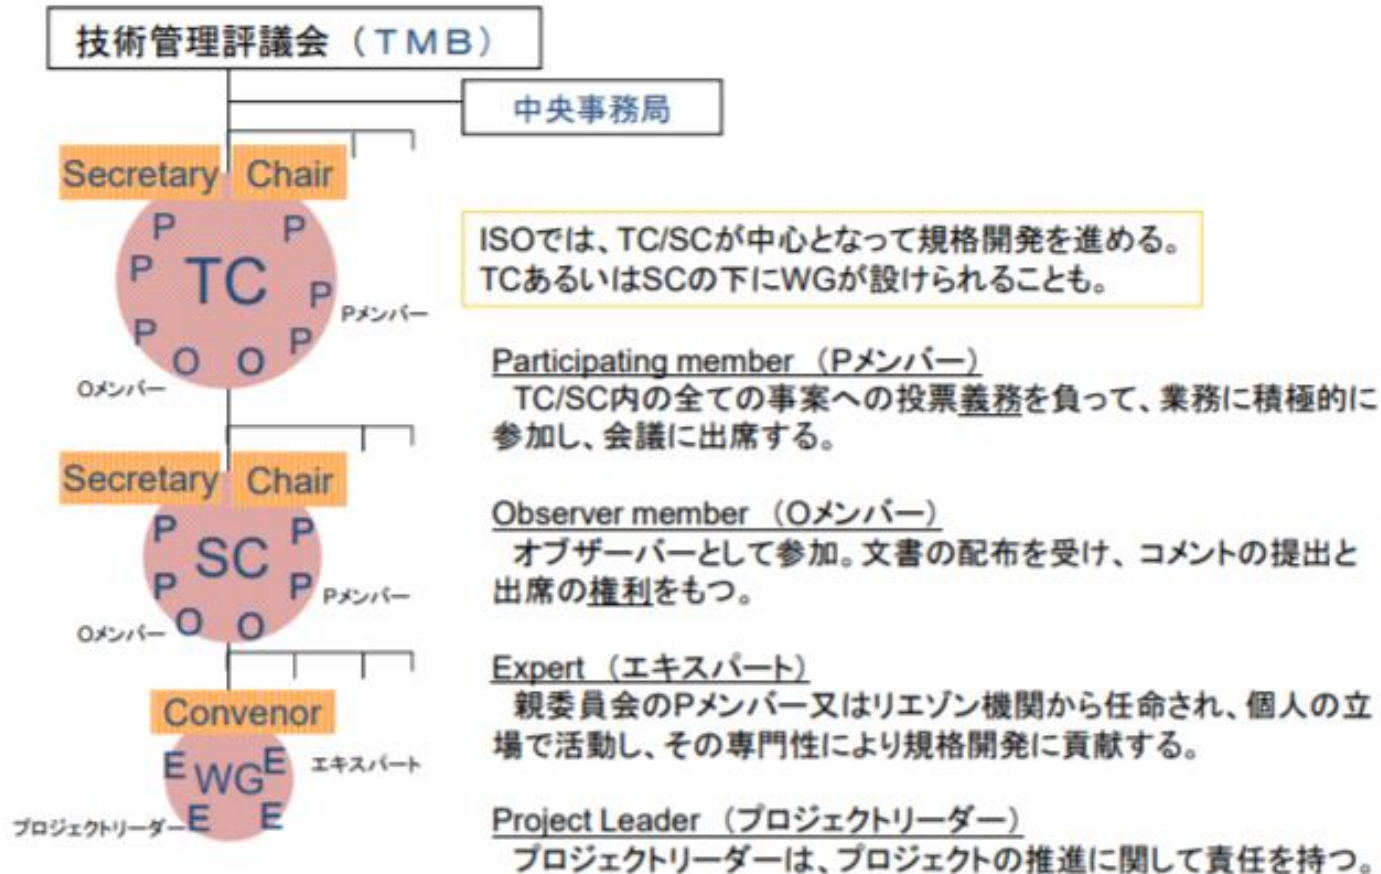 技術管理評議会（ＴＭＢ）
中央事務局
Secretary
Chair
P
P
P
TC
P
P
Pメンバー
P
P
O
O
Oメンバー
ISOでは、TC/SCが中心となって規格開発を進める。
TCあるいはSCの下にWGが設けられることも。
Participating member （Pメンバー）
TC/SC内の全ての事案への投票義務を負って、業務に積極的に
参加し、会議に出席する。
Secretary
Chair
P
P
SC
P
P
Pメンバー
O
O
Oメンバー
Observer member （Oメンバー）
オブザーバーとして参加。文書の配布を受け、コメントの提出と
出席の権利をもつ。
Convenor
E
WG
E
エキスパート
E
E
プロジェクトリーダー
Expert （エキスパート）
親委員会のPメンバー又はリエゾン機関から任命され、個人の立
場で活動し、その専門性により規格開発に貢献する。
Project Leader （プロジェクトリーダー）
プロジェクトリーダーは、プロジェクトの推進に関して責任を持つ。